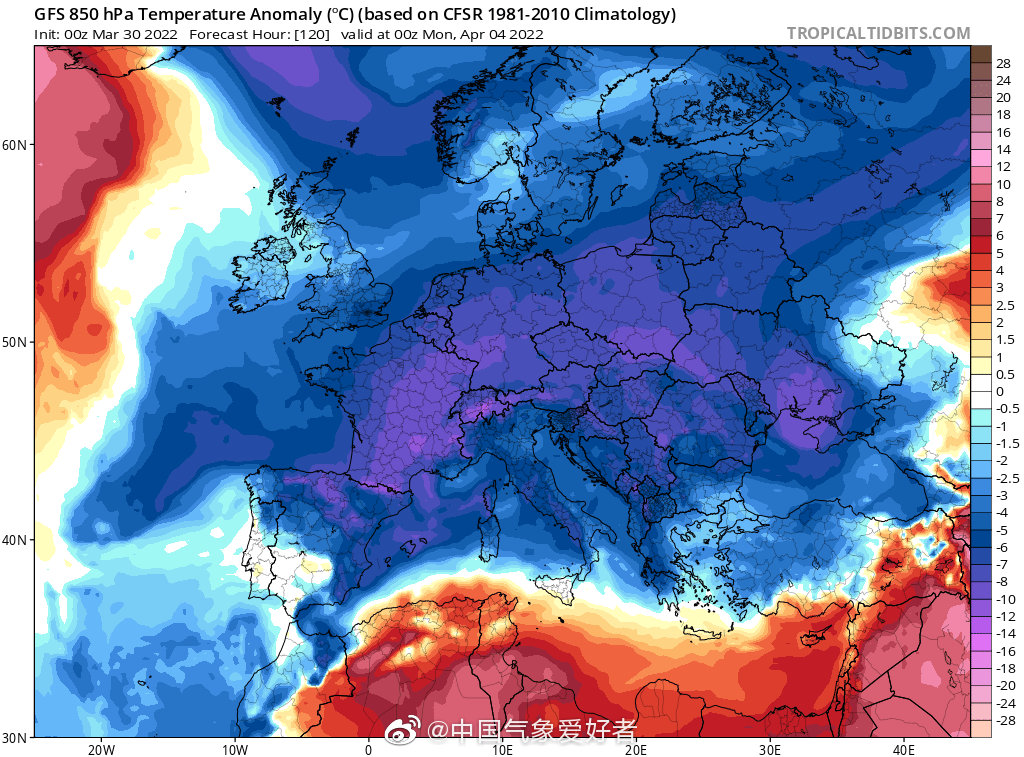 GFS 850 hPa Temperature Anomaly (°C) (based on CFSR 1981-2010 Climatology)
Init: 00z Mar 30 2022 Forecast Hour: [120] valid at 00z Mon, Apr 04 2022
TROPICALTIDBITS.COM
60N
50N
40N
30N
20W
10W
0
10E
20E
30E
40E
28
24
20
18
16
14
12
10
8
7
6
5
4
3
2.5
2
1.5
1
0.5
0
-0.5
-1
-1.5
-2
-2.5
-3
-4
-5
-6
-7
-8
-10
-12
-14
-16
-18
-20
-24
-28
@中国气象爱好者